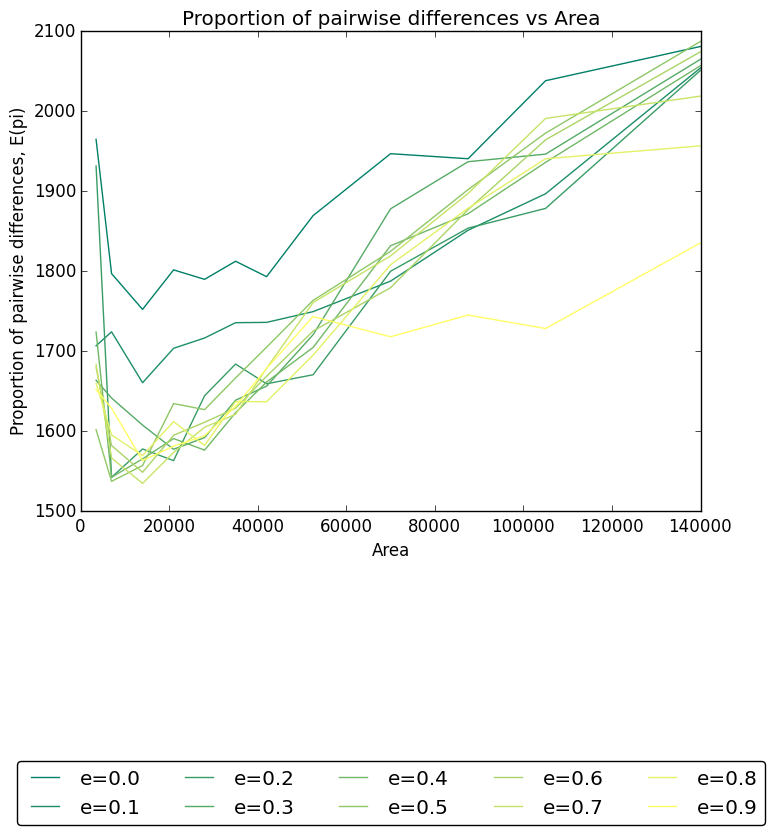 Proportion of pairwise differences vs Area
Proportion of pairwise differences, E(pi)
2100
2000
1900
1800
1700
1600
1500
0 20000 40000 60000 80000 100000 120000 140000
Area
e=0.0 e=0.2 e=0.4 e=0.6 e=0.8
e=0.1 e=0.3 e=0.5 e=0.7 e=0.9